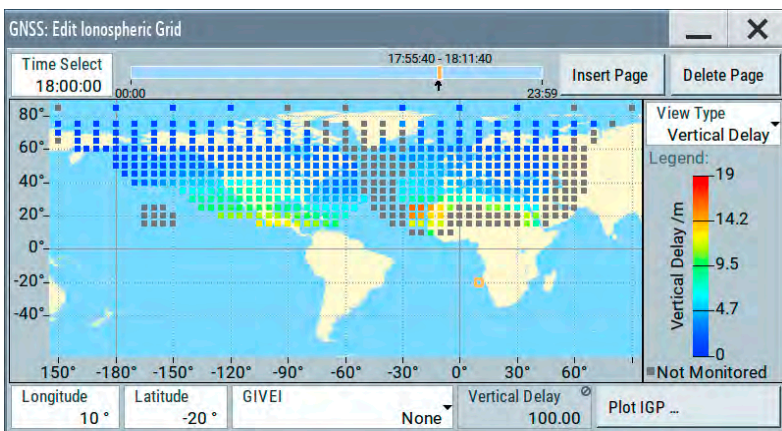 GNSS: Edit Ionospheric Grid
Time Select
18:00:00
17:55:40 - 18:11:40
00:00
23:59
Insert Page
Delete Page
80°
60°
40°
20°
0°
-20°
-40°
150° -180° -150° -120° -90° -60° -30° 0° 30° 60°
View Type
Vertical Delay
Legend:
Vertical Delay /m
19
14.2
9.5
4.7
0
Not Monitored
Longitude
10 °
Latitude
-20 °
GIVEI
None
Vertical Delay
100.00
Plot IGP ...